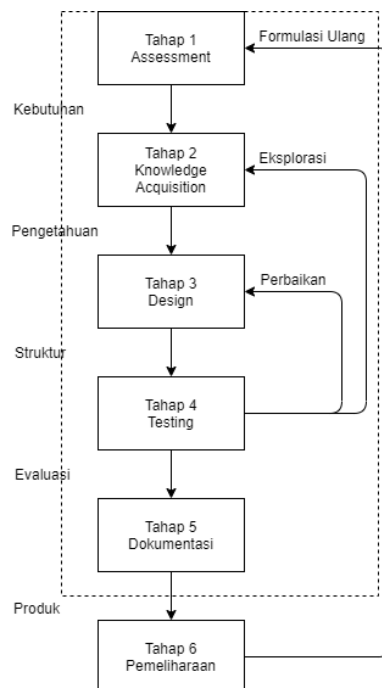 Tahap 1
Assessment
Formulasi Ulang
Kebutuhan
Tahap 2
Knowledge
Acquisition
Eksplorasi
Pengetahuan
Tahap 3
Design
Perbaikan
Struktur
Tahap 4
Testing
Evaluasi
Tahap 5
Dokumentasi
Produk
Tahap 6
Pemeliharaan